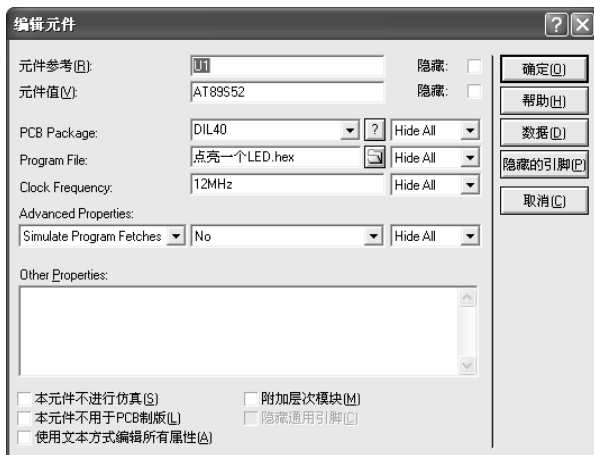 编辑元件
元件参考(R): U1 隐藏:
元件值(V): AT89S52 隐藏:
PCB Package: DIL40 ? Hide All
Program File: 点亮一个LED.hex Hide All
Clock Frequency: 12MHz Hide All
Advanced Properties:
Simulate Program Fetches No Hide All
Other Properties:
本元件不进行仿真(S) 附加层次模块(M)
本元件不用于PCB制版(L) 隐藏通用引脚(C)
使用文本方式编辑所有属性(A)
确定(O)
帮助(H)
数据(D)
隐藏的引脚(P)
取消(C)